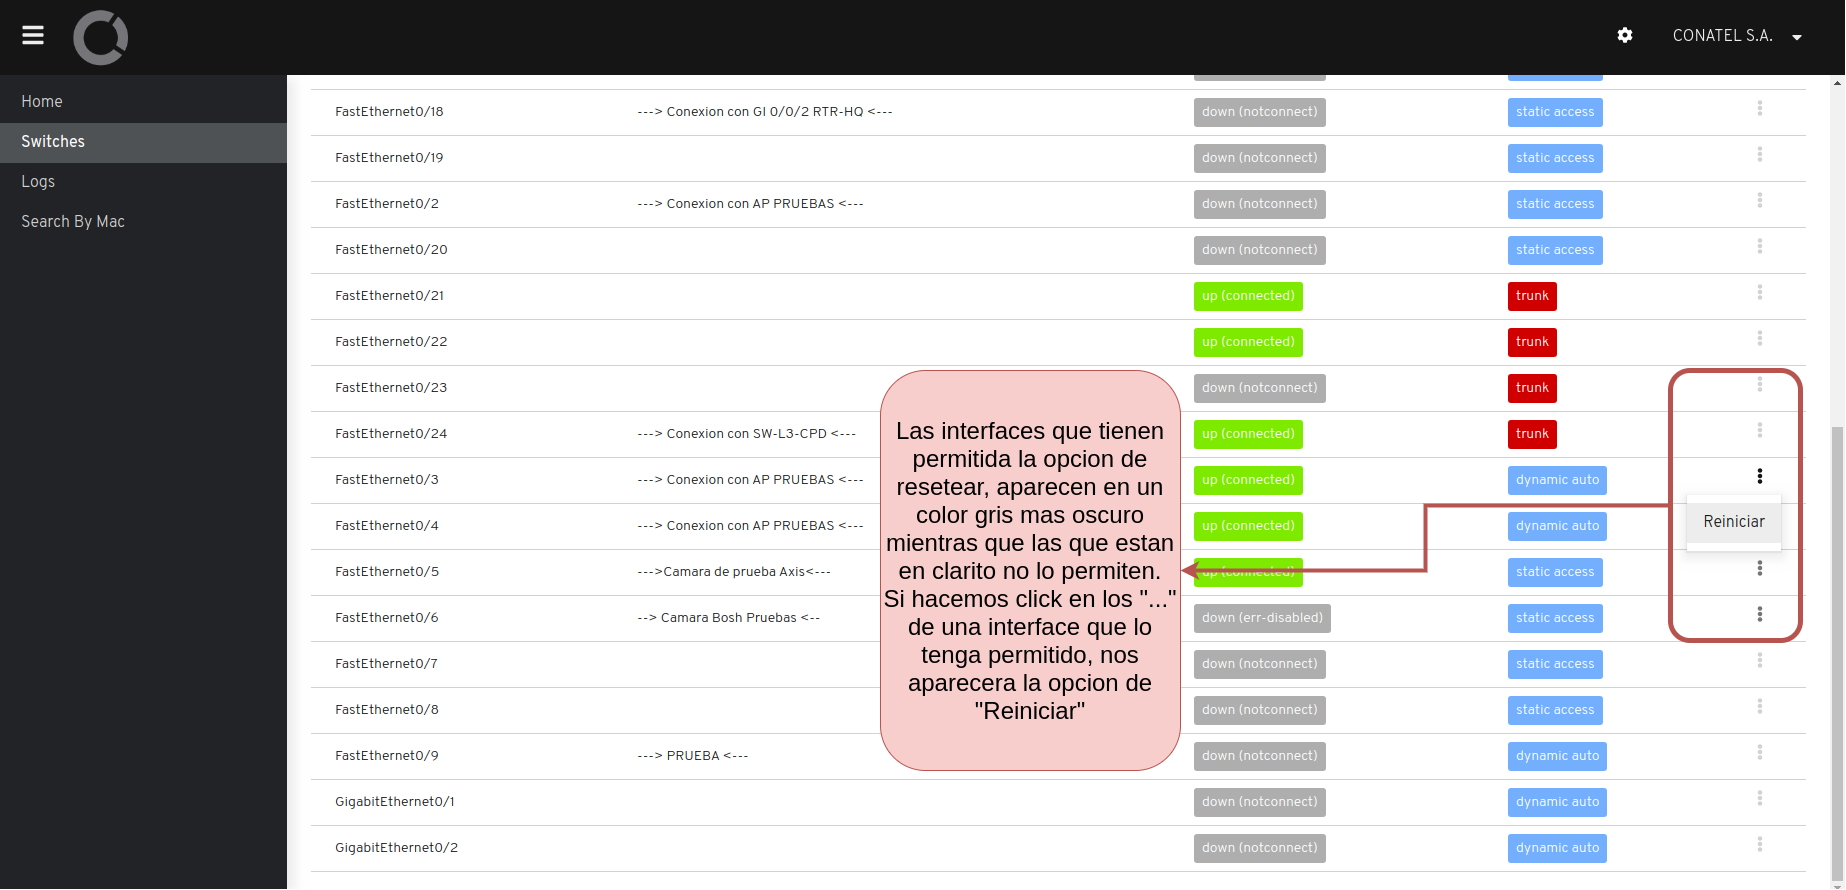 CONATEL S.A.
Home
Switches
Logs
Search By Mac
FastEthernet0/18 ---> Conexion con GI 0/0/2 RTR-HQ <--- down (notconnect) static access
FastEthernet0/19 down (notconnect) static access
FastEthernet0/2 ---> Conexion con AP PRUEBAS <--- down (notconnect) static access
FastEthernet0/20 down (notconnect) static access
FastEthernet0/21 up (connected) trunk
FastEthernet0/22 up (connected) trunk
FastEthernet0/23 down (notconnect) trunk
FastEthernet0/24 ---> Conexion con SW-L3-CPD <--- up (connected) trunk
FastEthernet0/3 ---> Conexion con AP PRUEBAS <--- up (connected) dynamic auto
FastEthernet0/4 ---> Conexion con AP PRUEBAS <--- up (connected) dynamic auto
Reiniciar
FastEthernet0/5 --->Camara de prueba Axis<--- up (connected) static access
FastEthernet0/6 --> Camara Bosh Pruebas <-- down (err-disabled) static access
FastEthernet0/7 down (notconnect) static access
FastEthernet0/8 down (notconnect) static access
FastEthernet0/9 ---> PRUEBA <--- down (notconnect) dynamic auto
GigabitEthernet0/1 down (notconnect) dynamic auto
GigabitEthernet0/2 down (notconnect) dynamic auto
Las interfaces que tienen
permitida la opcion de
resetear, aparecen en un
color gris mas oscuro
mientras que las que estan
en clarito no lo permiten.
Si hacemos click en los "..."
de una interface que lo
tenga permitido, nos
aparecera la opcion de
"Reiniciar"